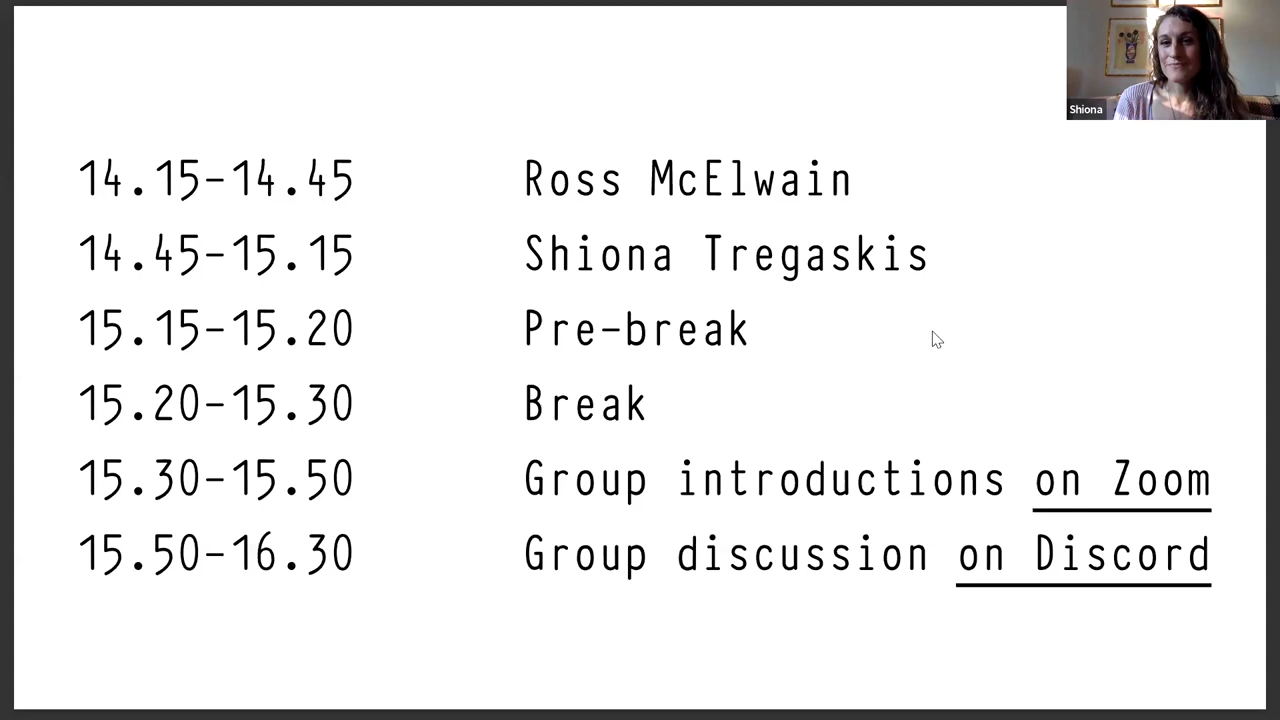 Shiona
14.15-14.45 Ross McElwain
14.45-15.15 Shiona Tregaskis
15.15-15.20 Pre-break
15.20-15.30 Break
15.30-15.50 Group introductions on Zoom
15.50-16.30 Group discussion on Discord